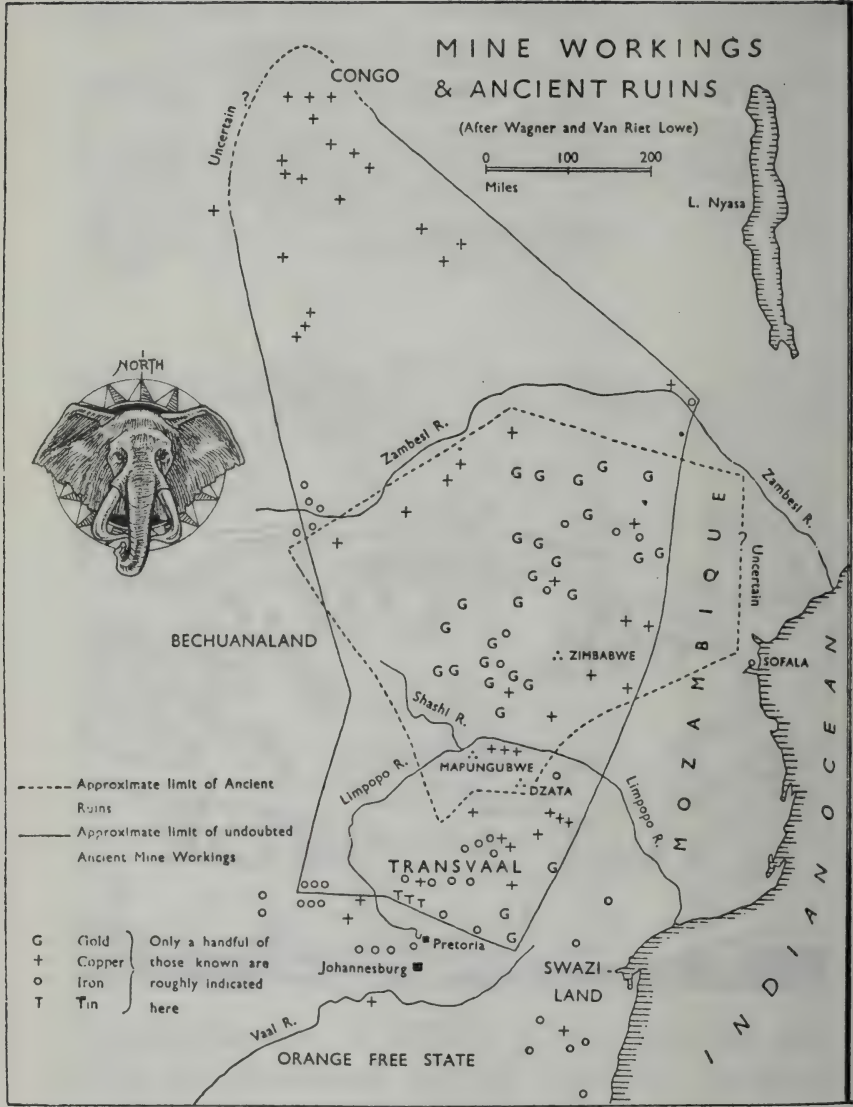 MINE WORKINGS
& ANCIENT RUINS
(After Wagner and Van Riet Lowe)
0 100 200
Miles
CONGO
Uncertain ?
L. Nyasa
NORTH
Zambesi R.
Zambesi R.
? Uncertain
MOZAMBIQUE
BECHUANALAND
ZIMBABWE
SOFALA
Shashi R.
MAPUNGUBWE
DZATA
Limpopo R.
Limpopo R.
INDIAN OCEAN
TRANSVAAL
T T T
Pretoria
Johannesburg
SWAZI
LAND
Vaal R.
ORANGE FREE STATE
Approximate limit of Ancient
Ruins
Approximate limit of undoubted
Ancient Mine Workings
G Gold
+ Copper
o Iron
T Tin
Only a handful of
those known are
roughly indicated
here